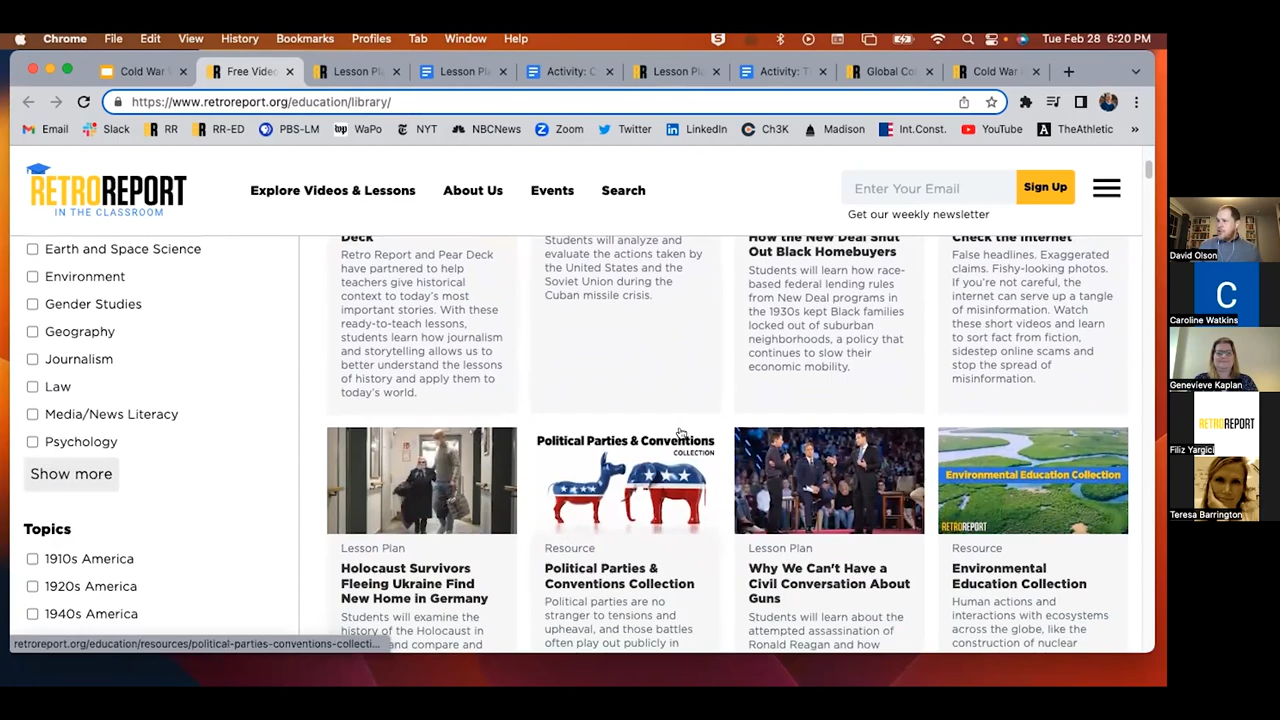 Chrome File Edit View History Bookmarks Profiles Tab Window Help Tue Feb 28 6:20 PM
Cold War Free Vide Lesson Pl Lesson Pla Activity: C Lesson Pla Activity: T Global Co Cold War
https://www.retroreport.org/education/library/
Email Slack RR RR-ED PBS-LM WaPo NYT NBCNews Zoom Twitter LinkedIn Ch3K Madison Int.Const. YouTube TheAthletic »
RETROREPORT
IN THE CLASSROOM
Explore Videos & Lessons About Us Events Search
Enter Your Email Sign Up
Get our weekly newsletter
Earth and Space Science
Environment
Gender Studies
Geography
Journalism
Law
Media/News Literacy
Psychology
Show more
Topics
1910s America
1920s America
1940s America
Deck
Retro Report and Pear Deck
have partnered to help
teachers give historical
context to today's most
important stories. With these
ready-to-teach lessons,
students learn how journalism
and storytelling allows us to
better understand the lessons
of history and apply them to
today's world.
Students will analyze and
evaluate the actions taken by
the United States and the
Soviet Union during the
Cuban missile crisis.
How the New Deal Shut
Out Black Homebuyers
Students will learn how race-
based federal lending rules
from New Deal programs in
the 1930s kept Black families
locked out of suburban
neighborhoods, a policy that
continues to slow their
economic mobility.
Check the Internet
False headlines. Exaggerated
claims. Fishy-looking photos.
If you're not careful, the
internet can serve up a tangle
of misinformation. Watch
these short videos and learn
to sort fact from fiction,
sidestep online scams and
stop the spread of
misinformation.
Lesson Plan
Holocaust Survivors
Fleeing Ukraine Find
New Home in Germany
Students will examine the
history of the Holocaust in
and compare and
Political Parties & Conventions
COLLECTION
Resource
Political Parties &
Conventions Collection
Political parties are no
stranger to tensions and
upheaval, and those battles
often play out publicly in
Lesson Plan
Why We Can't Have a
Civil Conversation About
Guns
Students will learn about the
attempted assassination of
Ronald Reagan and how
Environmental Education Collection
RETROREPORT
Resource
Environmental
Education Collection
Human actions and
interactions with ecosystems
across the globe, like the
construction of nuclear
retroreport.org/education/resources/political-parties-conventions-collecti...
David Olson
C
Caroline Watkins
Genevieve Kaplan
RETROREPORT
Filiz Yargici
Teresa Barrington